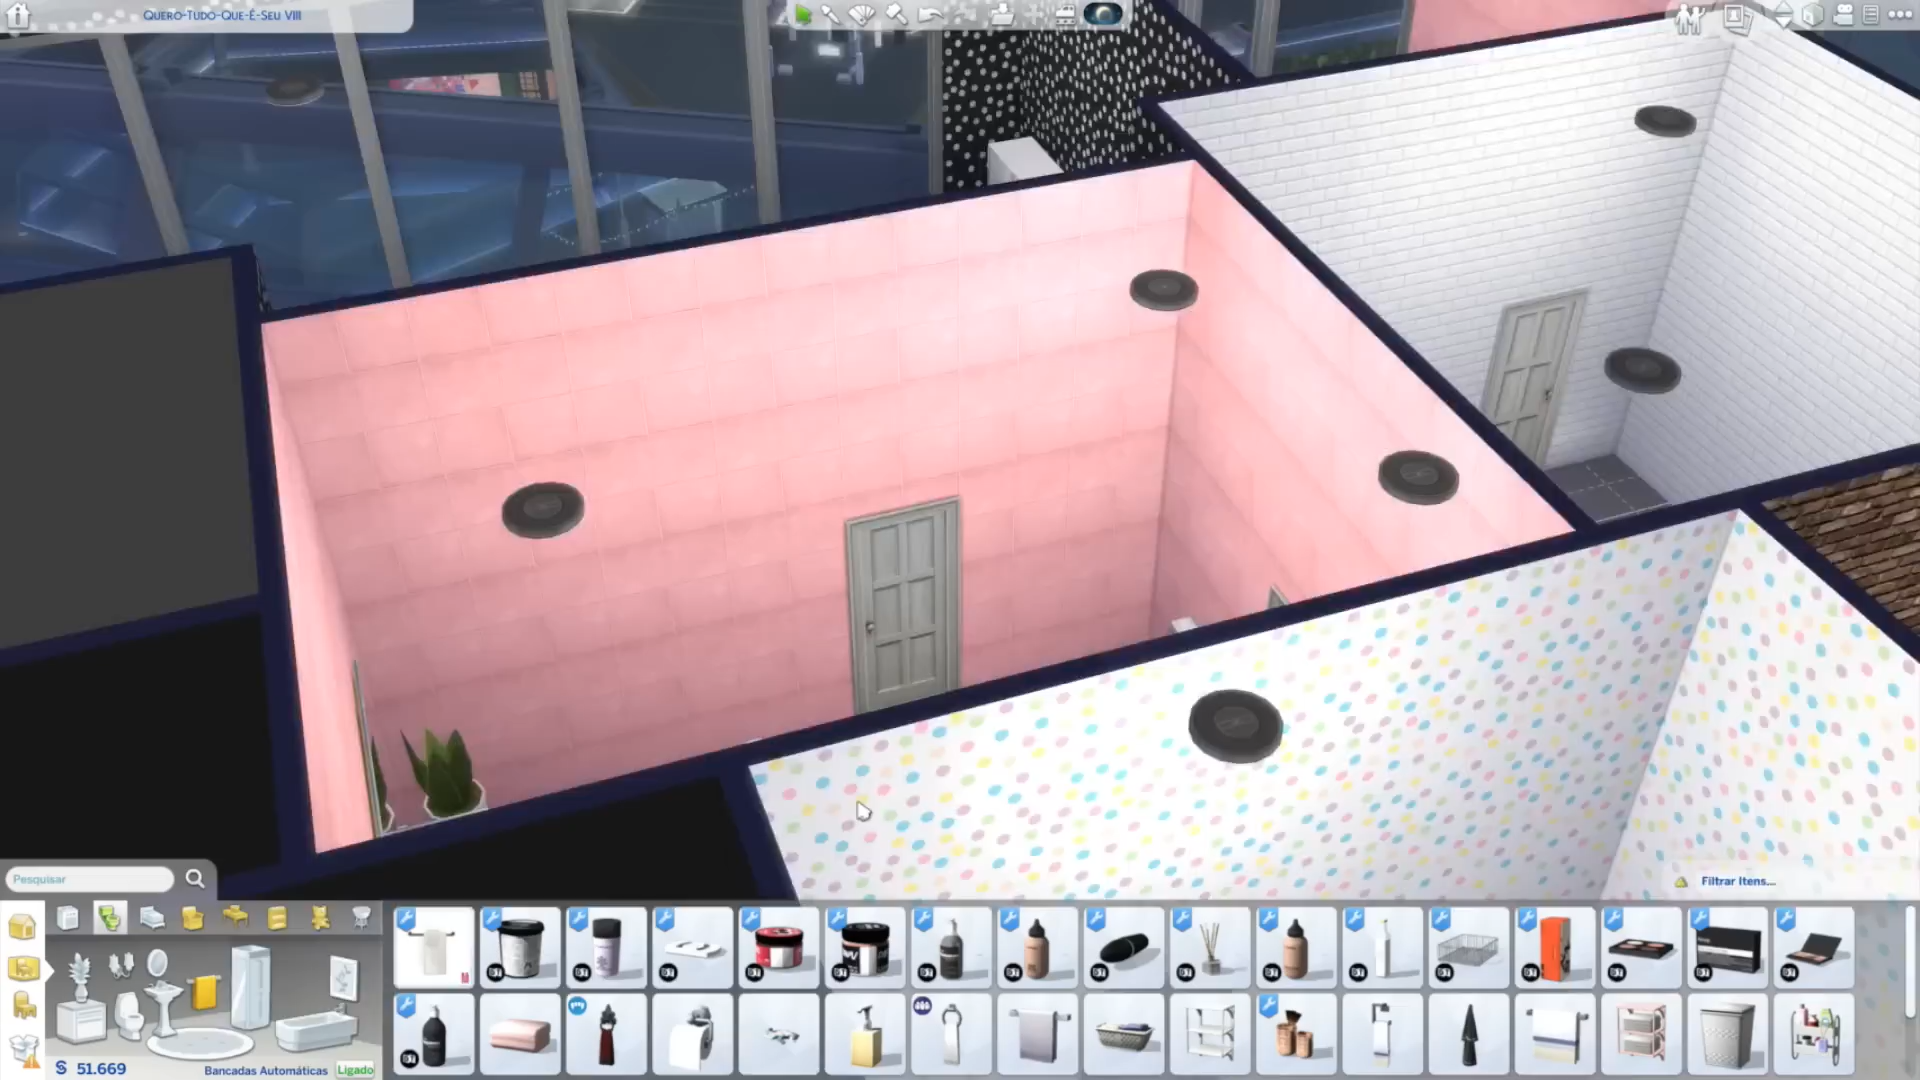 Quero-Tudo-Que-É-Seu VIII
Pesquisar
Filtrar Itens...
§ 51.669
Bancadas Automáticas Ligado